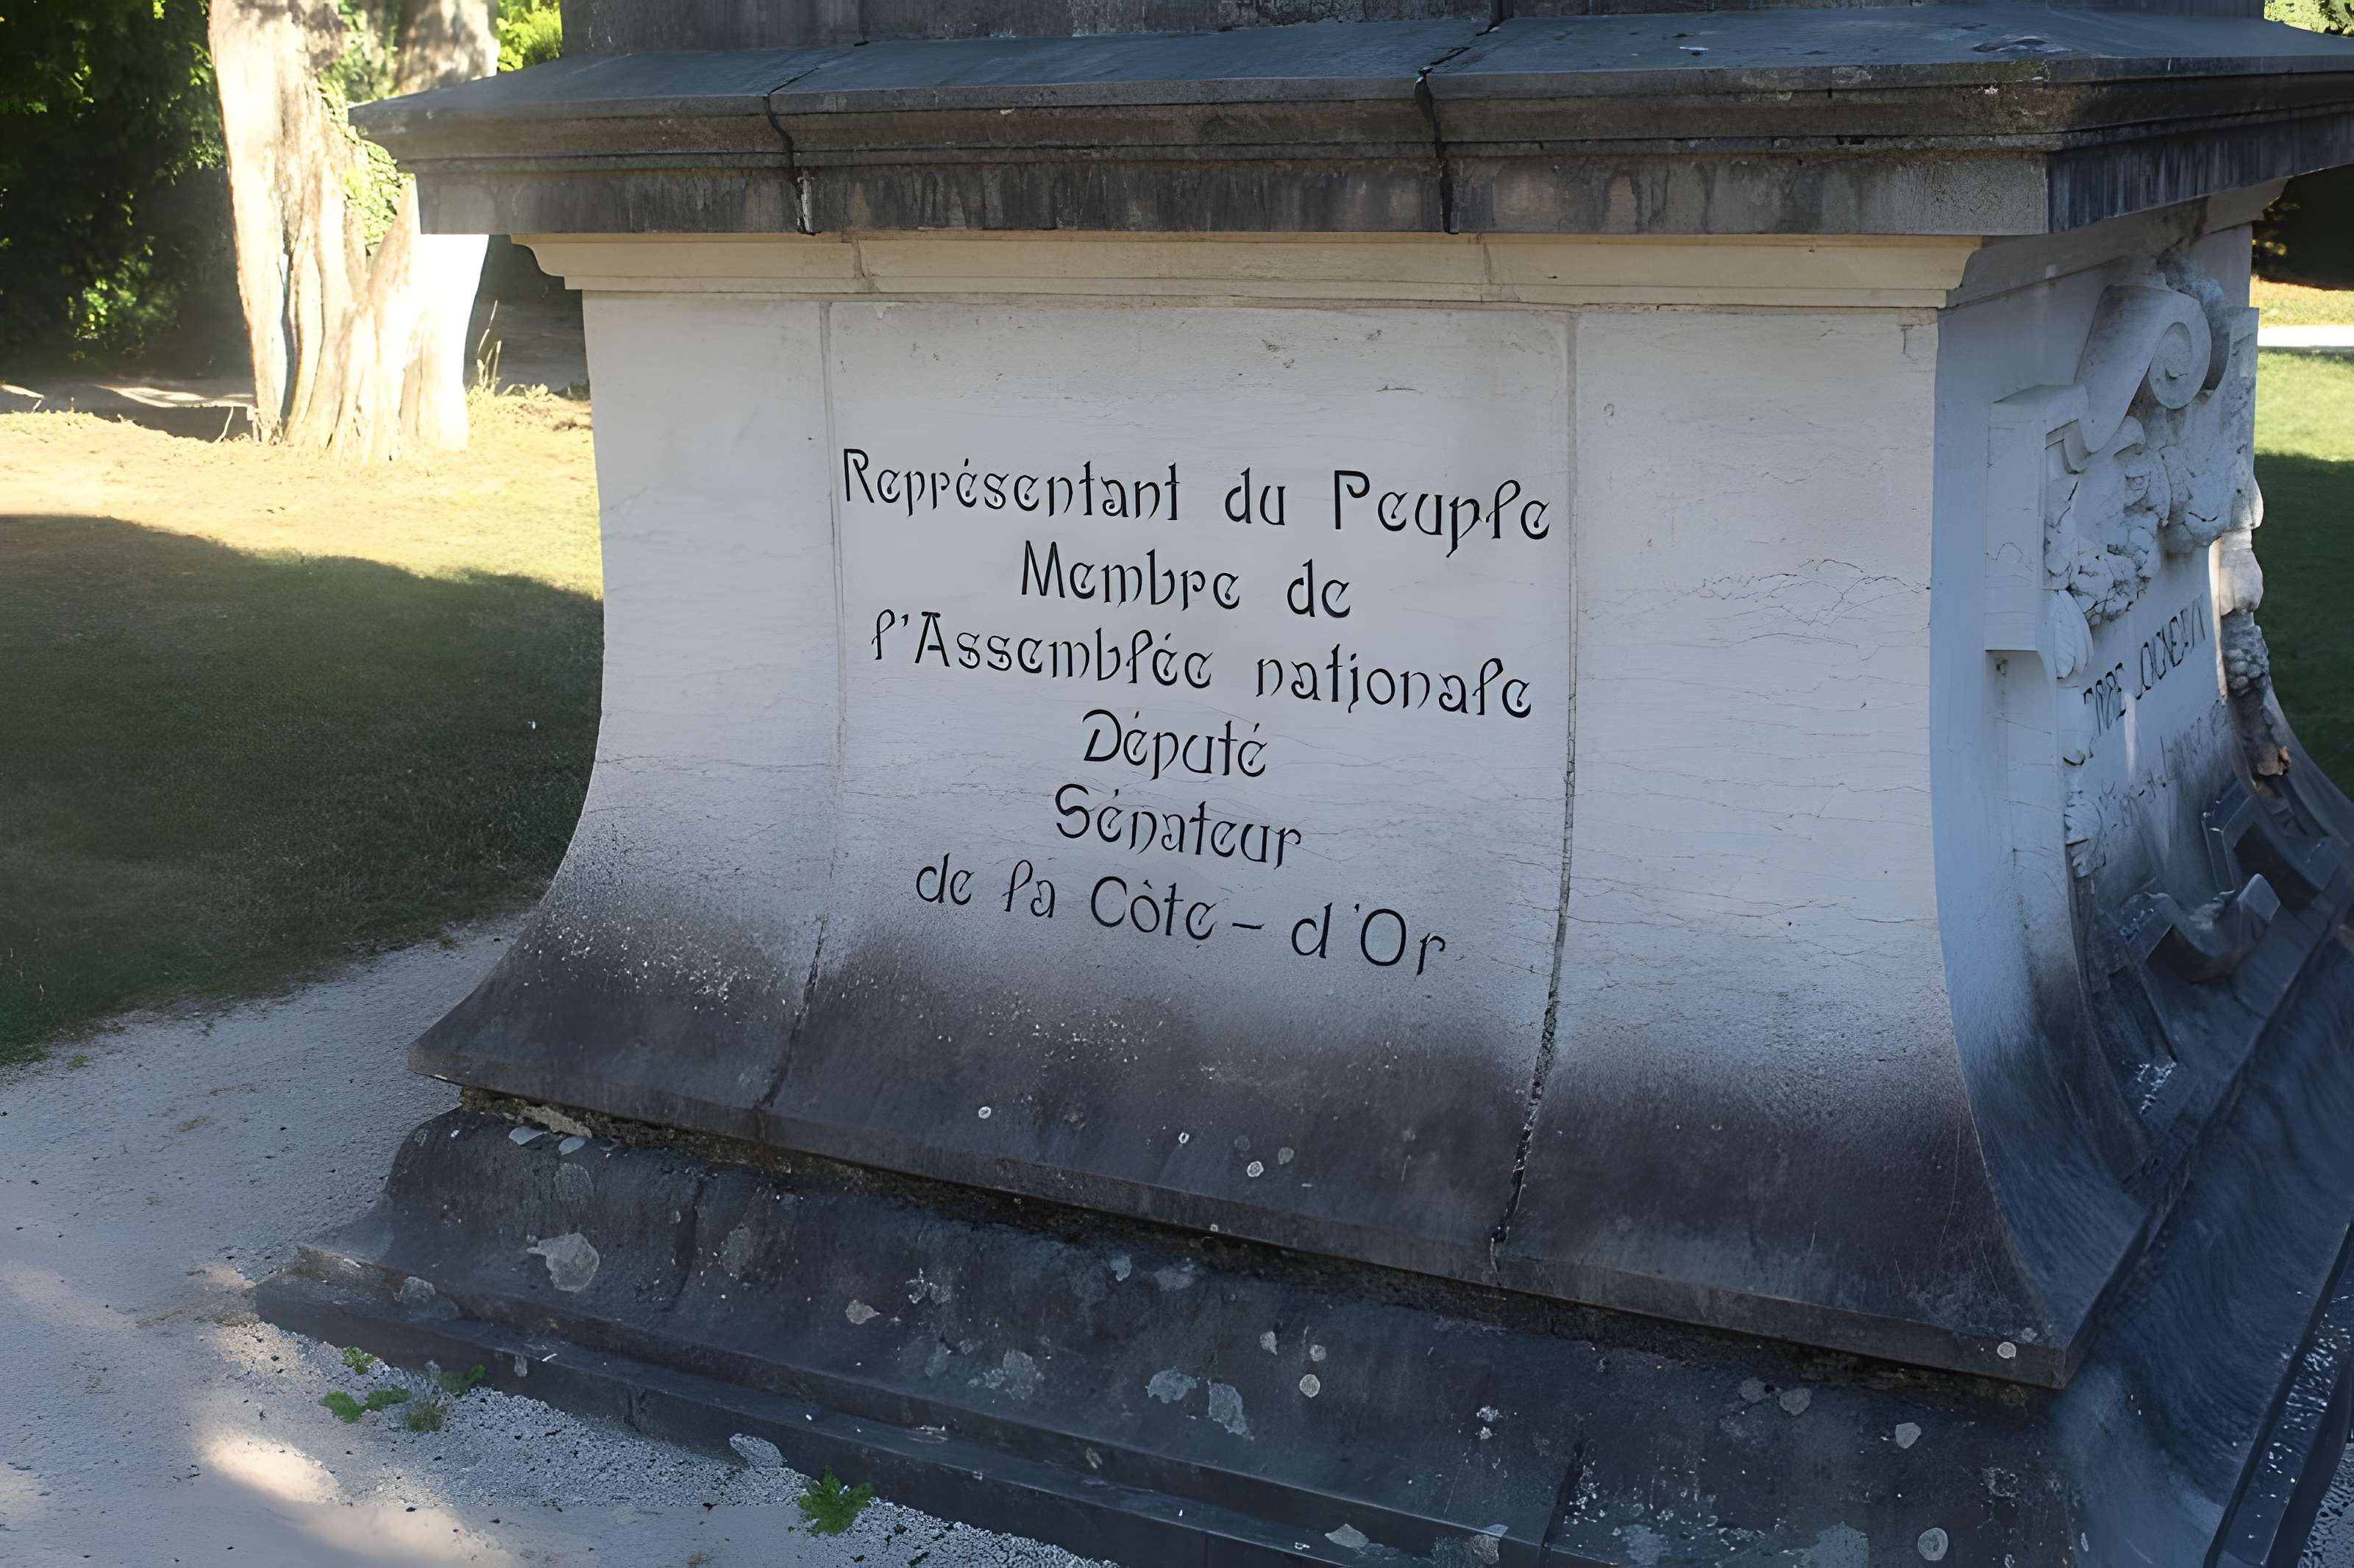 Représentant du Peuple
Membre de
l'Assemblée nationale
Député
Sénateur
de la Côte-d'Or